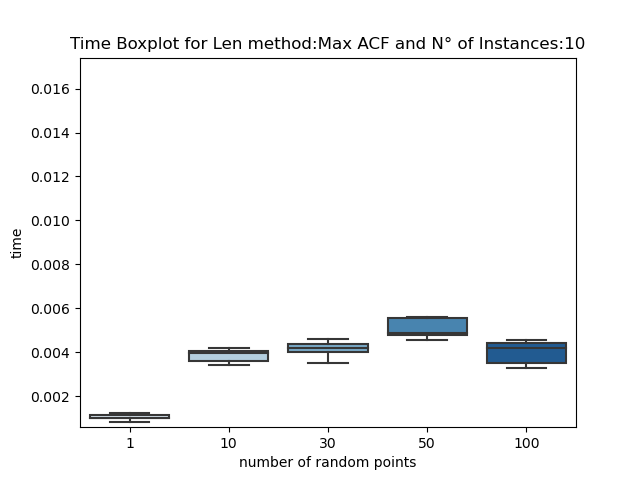 Time Boxplot for Len method:Max ACF and N° of Instances:10
0.016
0.014
0.012
0.010
0.008
0.006
0.004
0.002
time
1 10 30 50 100
number of random points